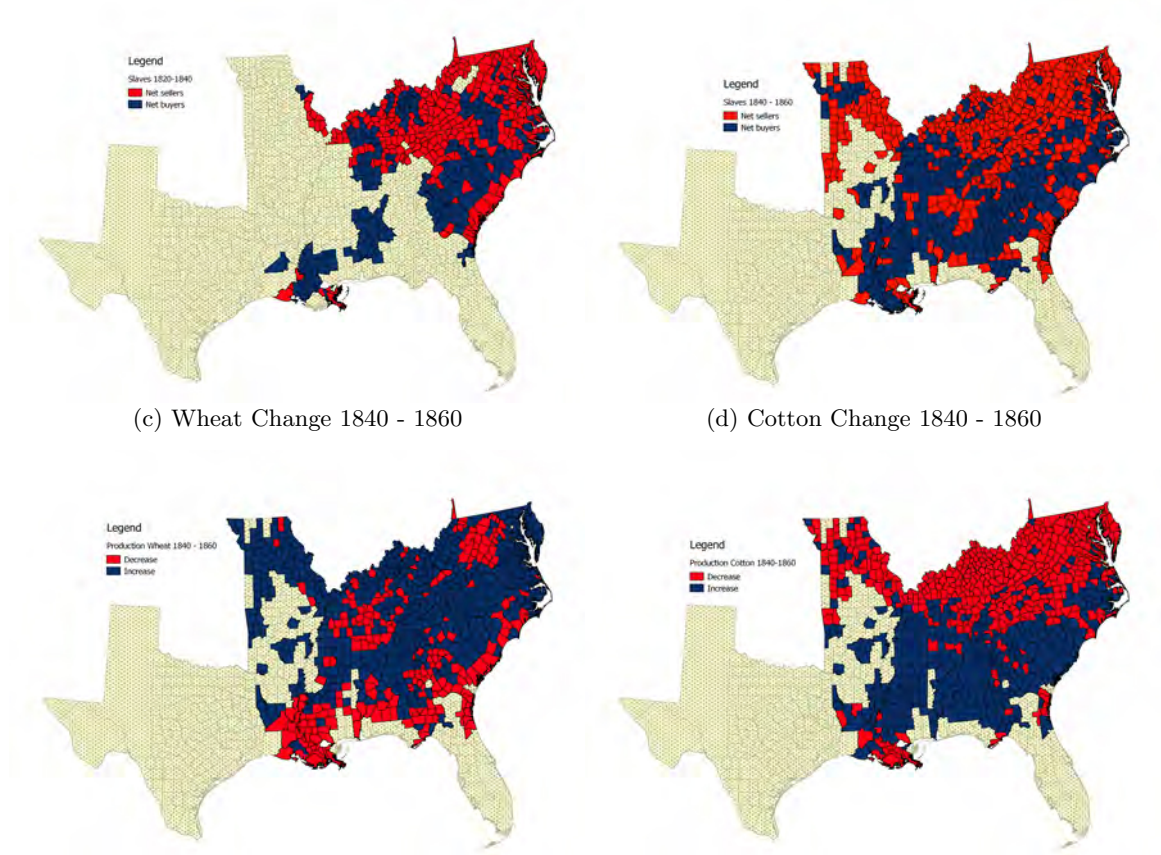 Legend
Slaves 1820-1840
Net sellers
Net buyers
Legend
Slaves 1840 - 1860
Net sellers
Net buyers
(c) Wheat Change 1840 - 1860
(d) Cotton Change 1840 - 1860
Legend
Production Wheat 1840 - 1860
Decrease
Increase
Legend
Production Cotton 1840-1860
Decrease
Increase